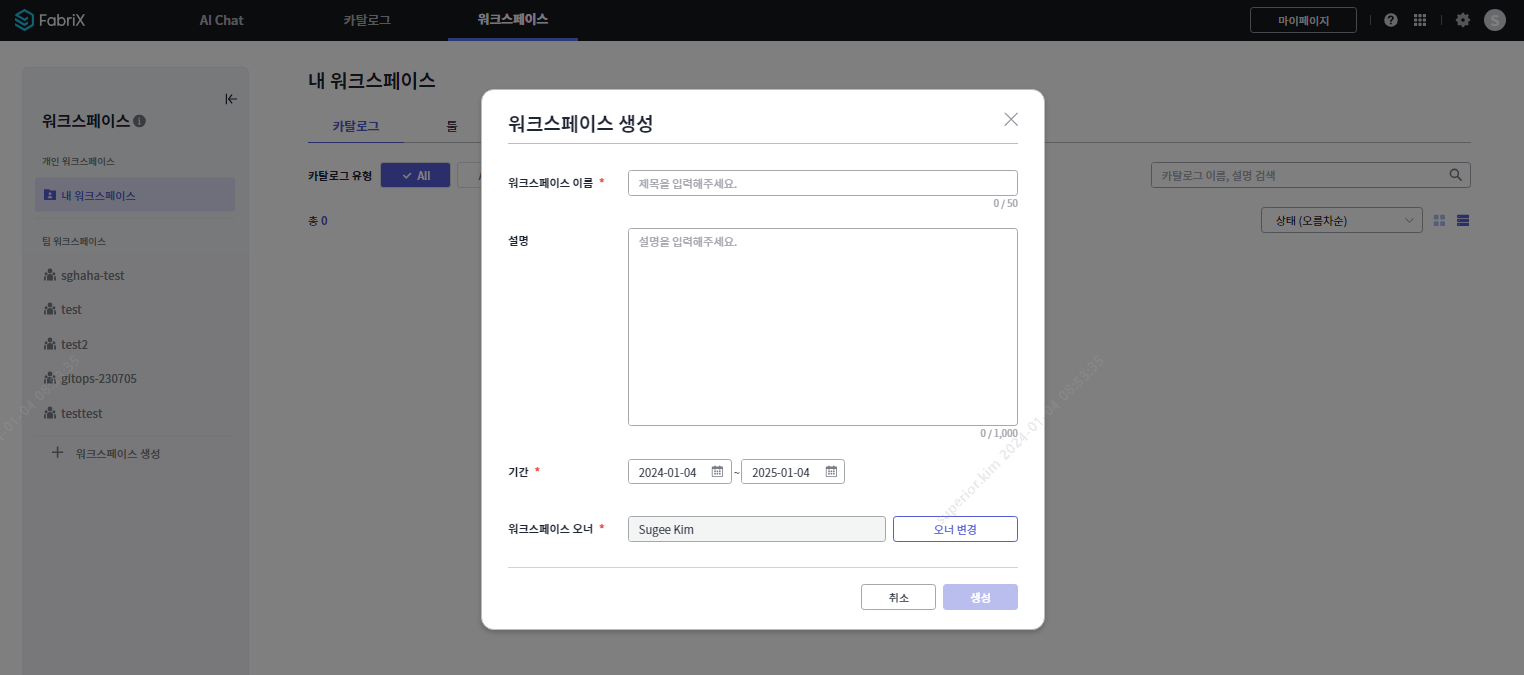 FabriX
AI Chat
카탈로그
워크스페이스
마이페이지
S
워크스페이스
개인 워크스페이스
내 워크스페이스
팀 워크스페이스
sghaha-test
test
test2
gitops-230705
testtest
워크스페이스 생성
내 워크스페이스
카탈로그
툴
카탈로그 유형
All
총 0
카탈로그 이름, 설명 검색
상태 (오름차순)
워크스페이스 생성
워크스페이스 이름 *
제목을 입력해주세요.
0 / 50
설명
설명을 입력해주세요.
0 / 1,000
기간 *
2024-01-04 ~ 2025-01-04
워크스페이스 오너 *
Sugee Kim
오너 변경
취소
생성
superior.kim 2024-01-04 08:53:35